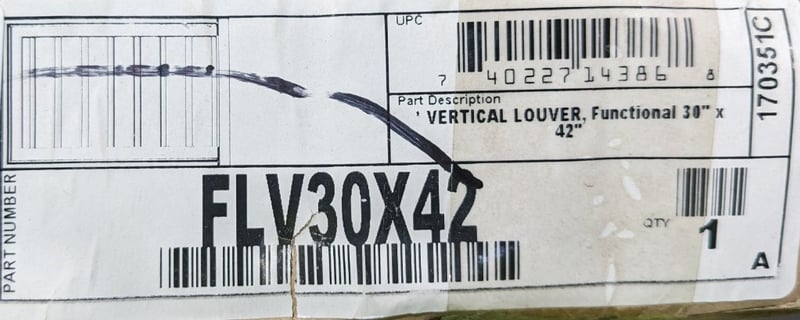 UPC
7 40227 14386 8
Part Description
' VERTICAL LOUVER, Functional 30" x
42"
170351C
PART NUMBER
FLV30X42
QTY
1
A